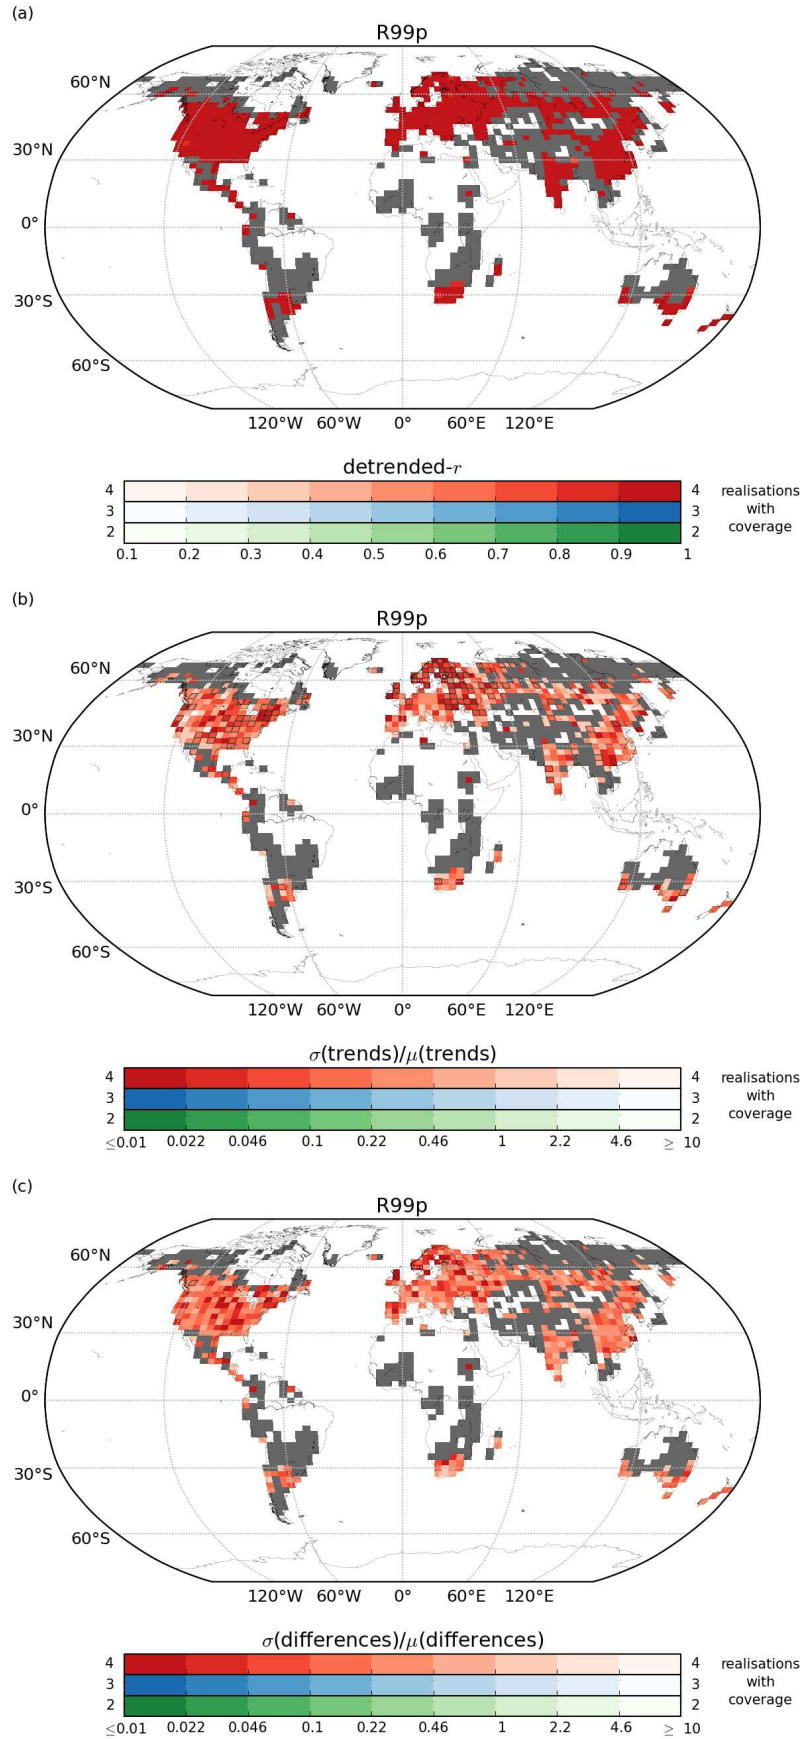 (a)
R99p
60°N
30°N
0°
30°S
60°S
120°W 60°W 0° 60°E 120°E
detrended-r
4 4 realisations
3 3 with
2 2 coverage
0.1 0.2 0.3 0.4 0.5 0.6 0.7 0.8 0.9 1
(b)
R99p
60°N
30°N
0°
30°S
60°S
120°W 60°W 0° 60°E 120°E
σ(trends)/μ(trends)
4 4 realisations
3 3 with
2 2 coverage
≤0.01 0.022 0.046 0.1 0.22 0.46 1 2.2 4.6 ≥ 10
(c)
R99p
60°N
30°N
0°
30°S
60°S
120°W 60°W 0° 60°E 120°E
σ(differences)/μ(differences)
4 4 realisations
3 3 with
2 2 coverage
≤0.01 0.022 0.046 0.1 0.22 0.46 1 2.2 4.6 ≥ 10